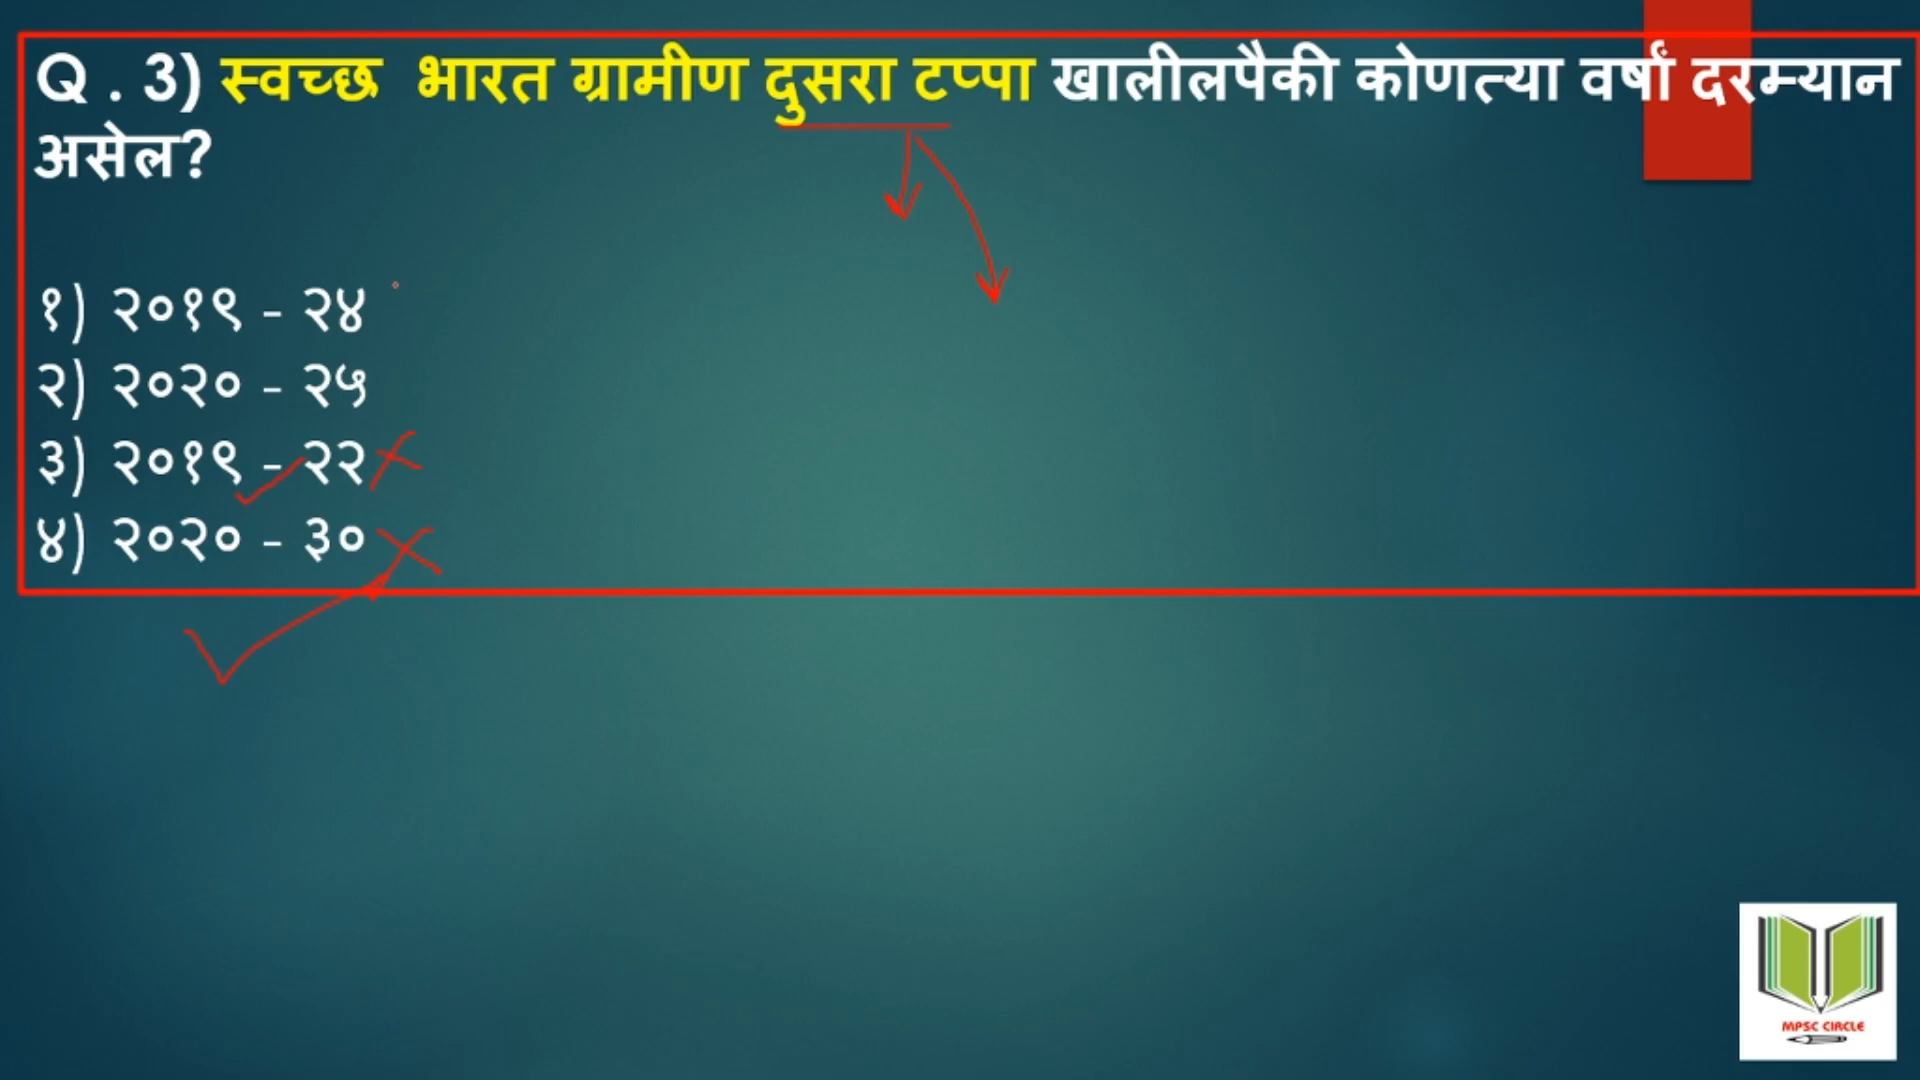 Q . 3) स्वच्छ भारत ग्रामीण दुसरा टप्पा खालीलपैकी कोणत्या वर्षां दरम्यान
असेल?
१) २०१९ - २४
२) २०२० - २५
३) २०१९ - २२
४) २०२० - ३०
MPSC CIRCLE